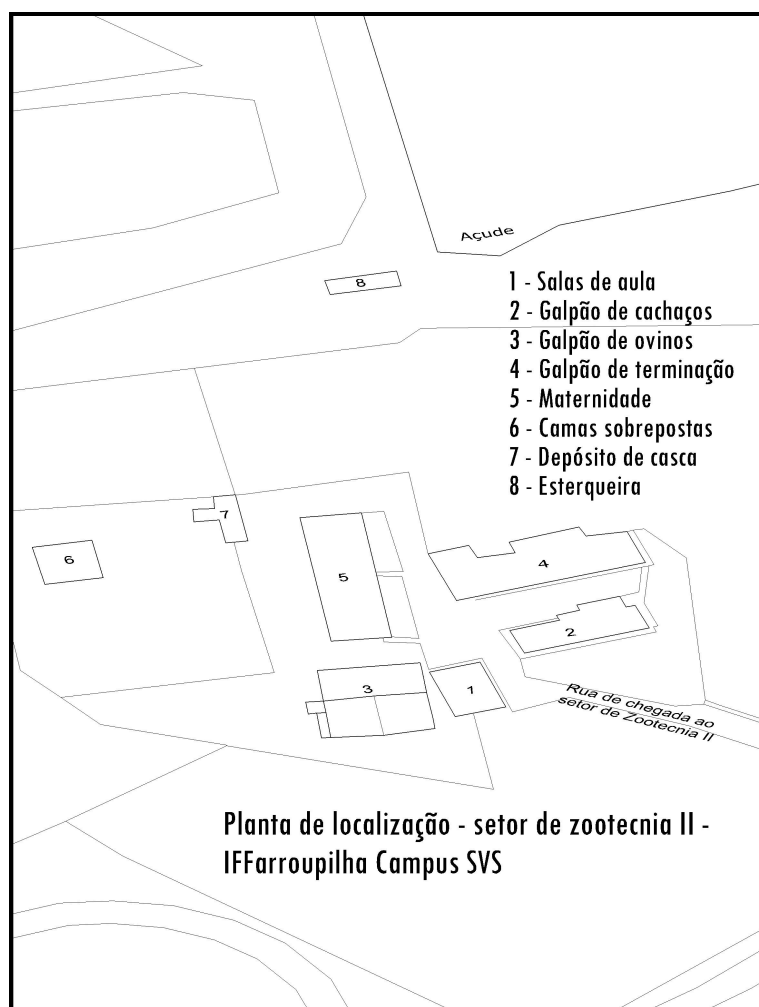 Açude
8
1 - Salas de aula
2 - Galpão de cachaços
3 - Galpão de ovinos
4 - Galpão de terminação
5 - Maternidade
6 - Camas sobrepostas
7 - Depósito de casca
8 - Esterqueira
7
6
5
4
2
3
1
Rua de chegada ao
setor de Zootecnia II
Planta de localização - setor de zootecnia II -
IFFarroupilha Campus SVS